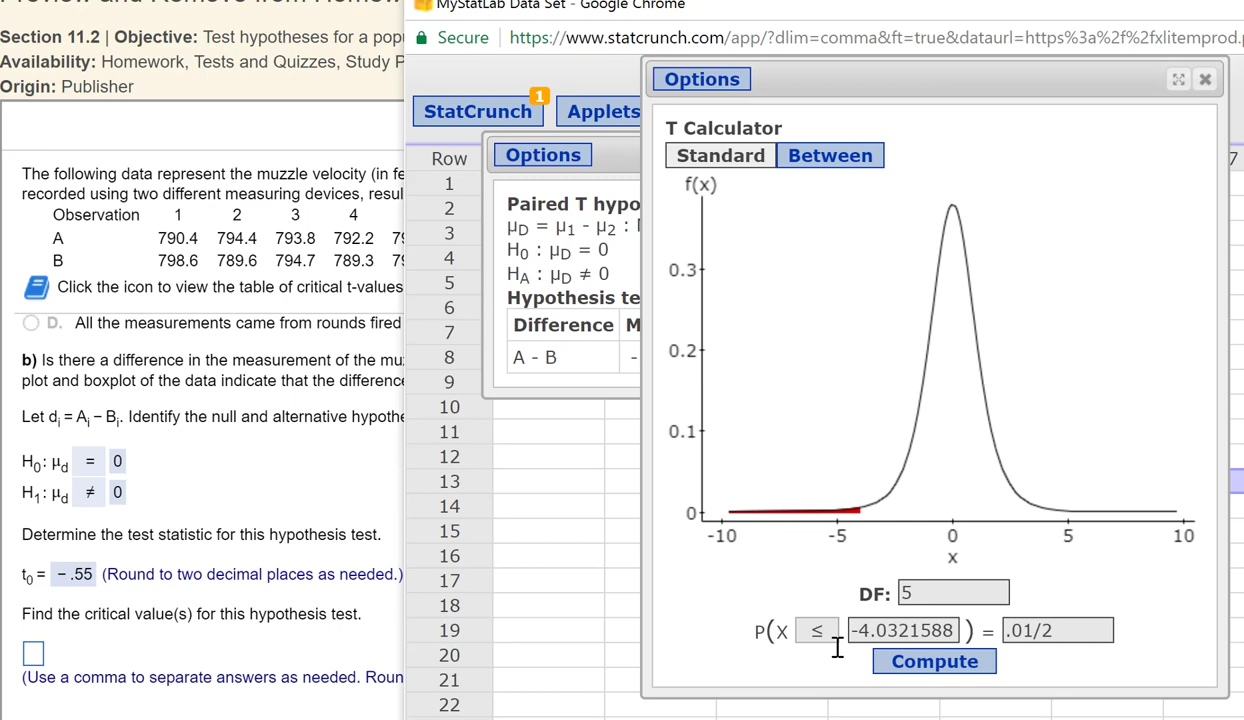 MyStatLab Data Set - Google Chrome
Secure https://www.statcrunch.com/app/?dlim=comma&ft=true&dataurl=https%3a%2f%2fxlitemprod.p
Section 11.2 | Objective: Test hypotheses for a pop
Availability: Homework, Tests and Quizzes, Study P
Origin: Publisher
The following data represent the muzzle velocity (in fe
recorded using two different measuring devices, resul
Observation 1 2 3 4
A 790.4 794.4 793.8 792.2 79
B 798.6 789.6 794.7 789.3 79
Click the icon to view the table of critical t-values
D. All the measurements came from rounds fired
b) Is there a difference in the measurement of the mu
plot and boxplot of the data indicate that the difference
Let di = Ai − Bi. Identify the null and alternative hypothe
H0: μd = 0
H1: μd ≠ 0
Determine the test statistic for this hypothesis test.
t0 = − .55 (Round to two decimal places as needed.)
Find the critical value(s) for this hypothesis test.
(Use a comma to separate answers as needed. Roun
StatCrunch 1 Applets
Row 7
1
2
3
4
5
6
7
8
9
10
11
12
13
14
15
16
17
18
19
20
21
22
Options
Paired T hypo
μD = μ1 - μ2 :
H0 : μD = 0
HA : μD ≠ 0
Hypothesis te
Difference M
A - B -
Options
T Calculator
Standard Between
f(x)
0.3
0.2
0.1
0
-10 -5 0 5 10
x
DF: 5
P(X ≤ -4.0321588 ) = .01/2
Compute